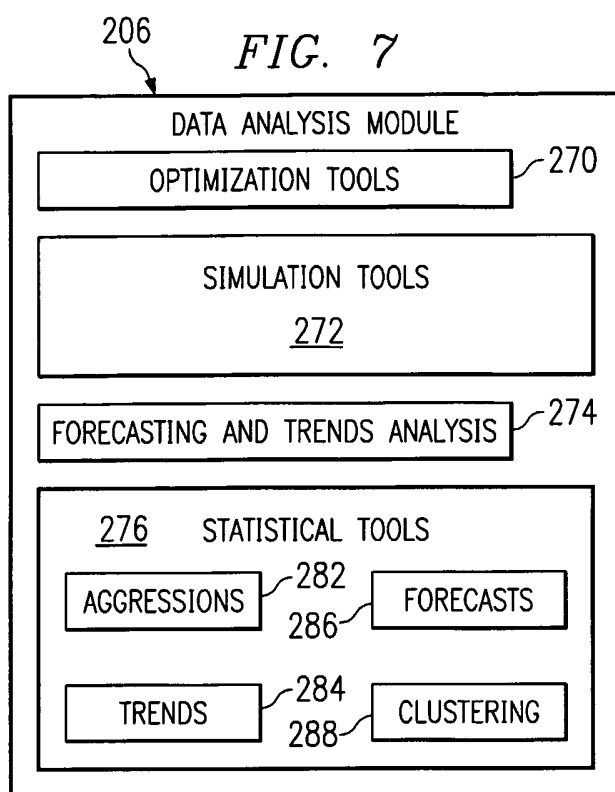 206
FIG. 7
DATA ANALYSIS MODULE
OPTIMIZATION TOOLS
270
SIMULATION TOOLS
272
FORECASTING AND TRENDS ANALYSIS
274
276 STATISTICAL TOOLS
AGGRESSIONS
282
286
FORECASTS
TRENDS
284
288
CLUSTERING